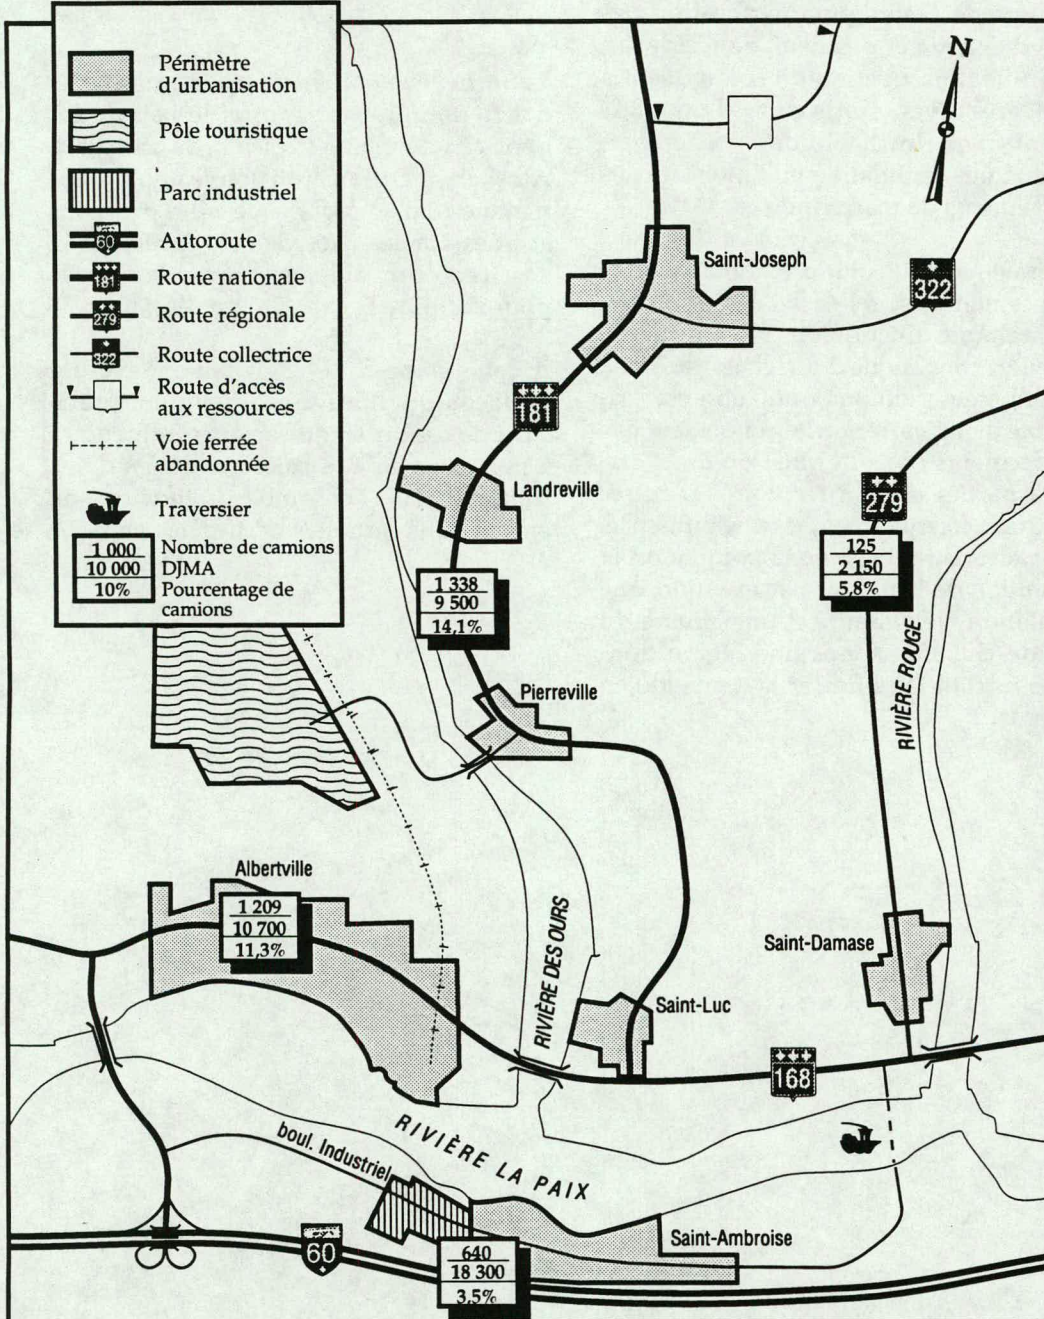 Périmètre
d'urbanisation
Pôle touristique
Parc industriel
60
Autoroute
181
Route nationale
279
Route régionale
322
Route collectrice
Route d'accès
aux ressources
Voie ferrée
abandonnée
Traversier
1 000
10 000
10%
Nombre de camions
DJMA
Pourcentage de
camions
N
Saint-Joseph
322
181
Landreville
279
125
2 150
5,8%
1 338
9 500
14,1%
RIVIÈRE ROUGE
Pierreville
Albertville
1 209
10 700
11,3%
RIVIÈRE DES OURS
Saint-Damase
Saint-Luc
168
RIVIÈRE LA PAIX
boul. Industriel
Saint-Ambroise
60
640
18 300
3,5%